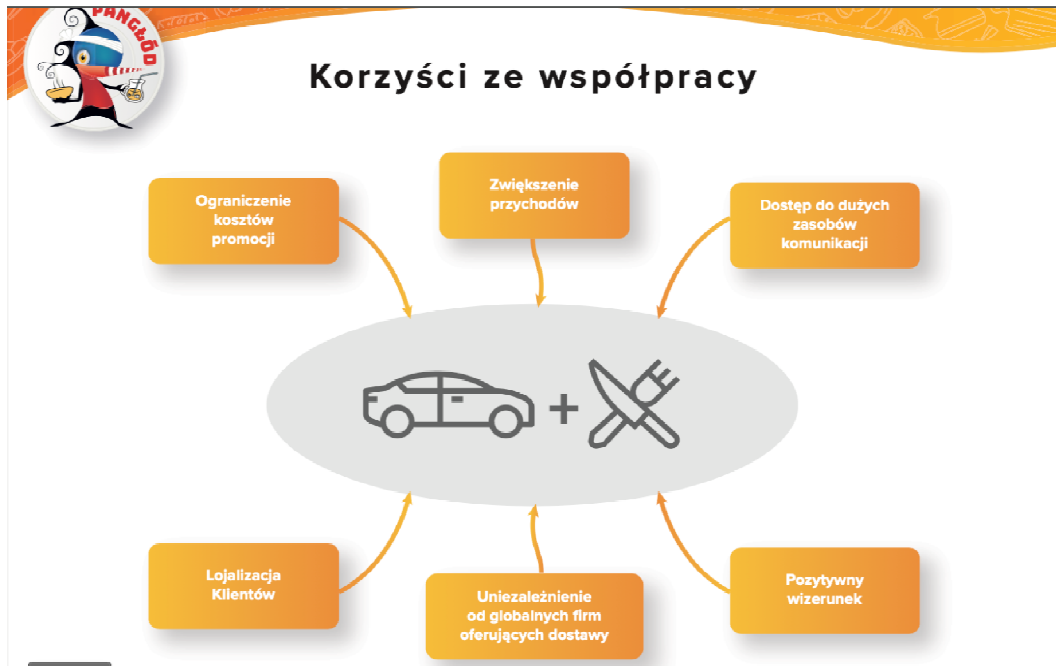 PANGŁÓD
Korzyści ze współpracy
Ograniczenie
kosztów
promocji
Zwiększenie
przychodów
Dostęp do dużych
zasobów
komunikacji
Lojalizacja
Klientów
Uniezależnienie
od globalnych firm
oferujących dostawy
Pozytywny
wizerunek